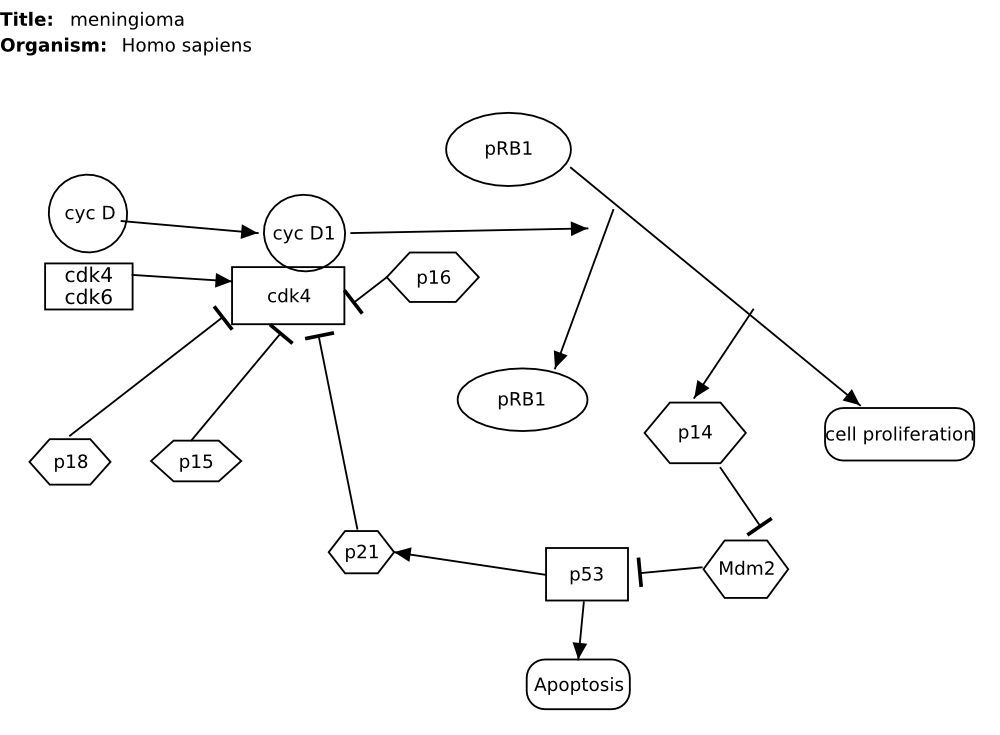 Title: meningioma
Organism: Homo sapiens
pRB1
cyc D
cyc D1
cdk4
cdk6
cdk4
p16
pRB1
p14
cell proliferation
p18
p15
p21
p53
Mdm2
Apoptosis